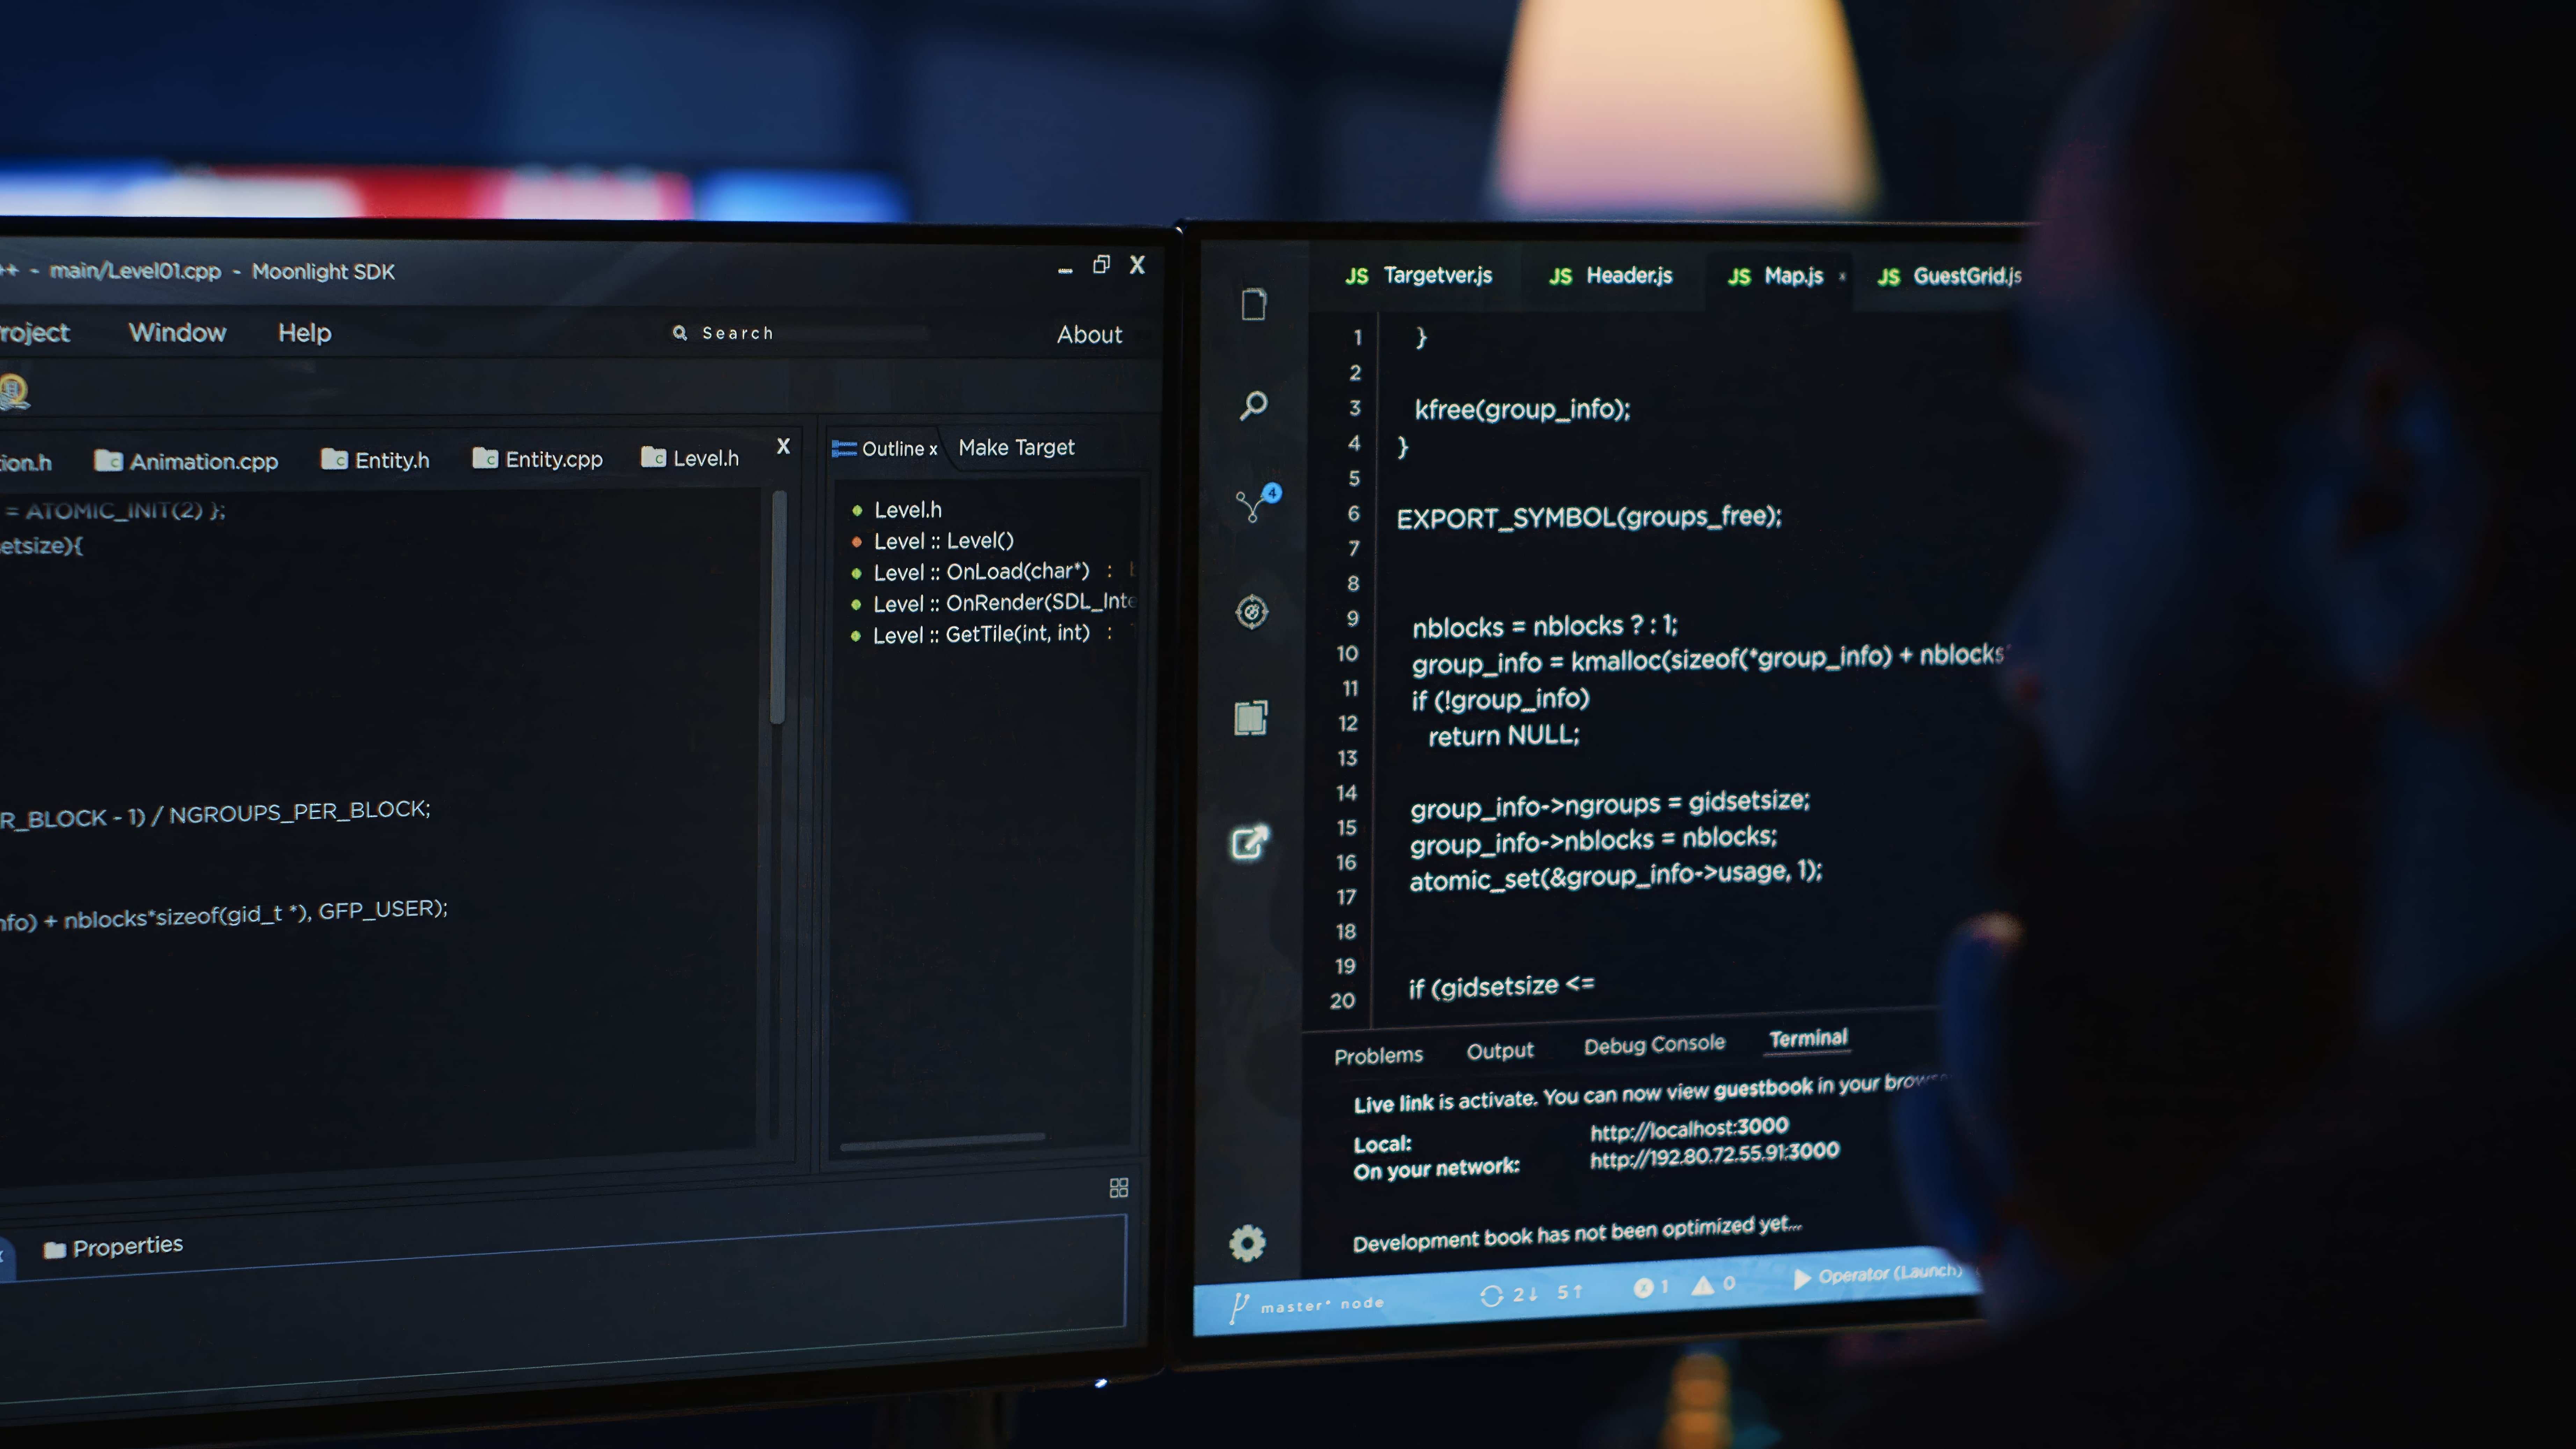 ++ - main/Level01.cpp - Moonlight SDK
roject Window Help Search About
ion.h Animation.cpp Entity.h Entity.cpp Level.h X
= ATOMIC_INIT(2) };
etsize){
R_BLOCK - 1) / NGROUPS_PER_BLOCK;
nfo) + nblocks*sizeof(gid_t *), GFP_USER);
Outline x Make Target
Level.h
Level :: Level()
Level :: OnLoad(char*) :
Level :: OnRender(SDL_Inte
Level :: GetTile(int, int) :
Properties
JS Targetver.js JS Header.js JS Map.js x JS GuestGrid.js
4
1 }
2
3 kfree(group_info);
4 }
5
6 EXPORT_SYMBOL(groups_free);
7
8
9 nblocks = nblocks ? : 1;
10 group_info = kmalloc(sizeof(*group_info) + nblocks*
11 if (!group_info)
12 return NULL;
13
14 group_info->ngroups = gidsetsize;
15 group_info->nblocks = nblocks;
16 atomic_set(&group_info->usage, 1);
17
18
19
20 if (gidsetsize <=
Problems Output Debug Console Terminal
Live link is activate. You can now view guestbook in your brows
Local: http://localhost:3000
On your network: http://192.80.72.55.91:3000
Development book has not been optimized yet...
master* node 2↓ 5↑ 1 0 Operator (Launch)